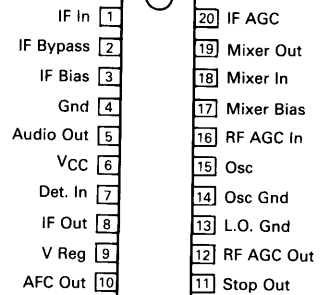 IF In 1
IF Bypass 2
IF Bias 3
Gnd 4
Audio Out 5
VCC 6
Det. In 7
IF Out 8
V Reg 9
AFC Out 10
20 IF AGC
19 Mixer Out
18 Mixer In
17 Mixer Bias
16 RF AGC In
15 Osc
14 Osc Gnd
13 L.O. Gnd
12 RF AGC Out
11 Stop Out